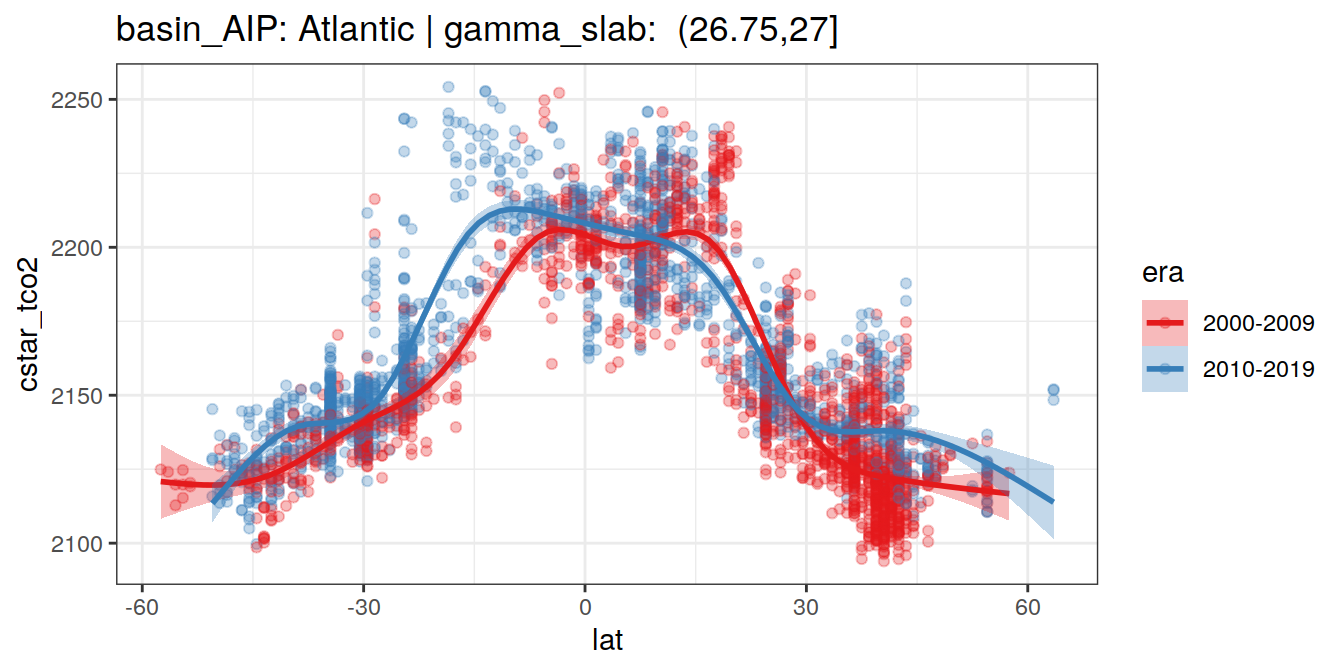 basin_AIP: Atlantic | gamma_slab:  (26.75,27]
2250
2200
2150
2100
cstar_tco2
-60
-30
0
30
60
lat
era
2000-2009
2010-2019